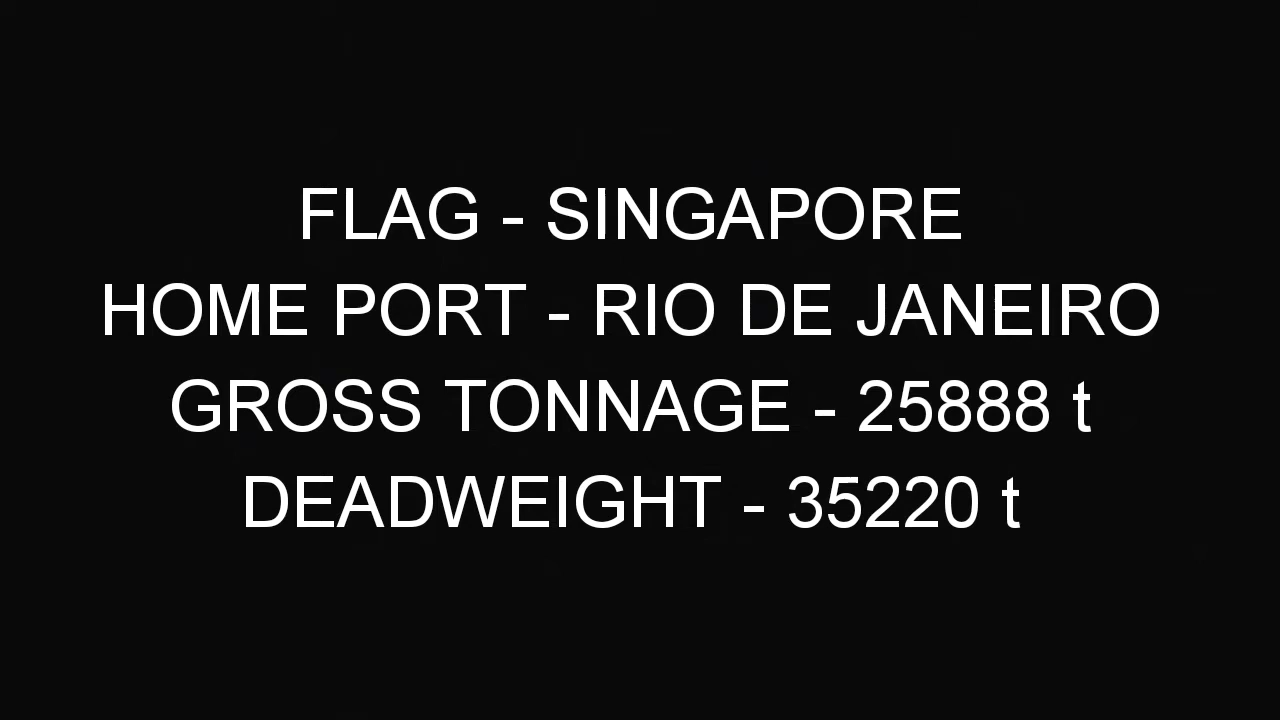 FLAG - SINGAPORE
HOME PORT - RIO DE JANEIRO
GROSS TONNAGE - 25888 t
DEADWEIGHT - 35220 t